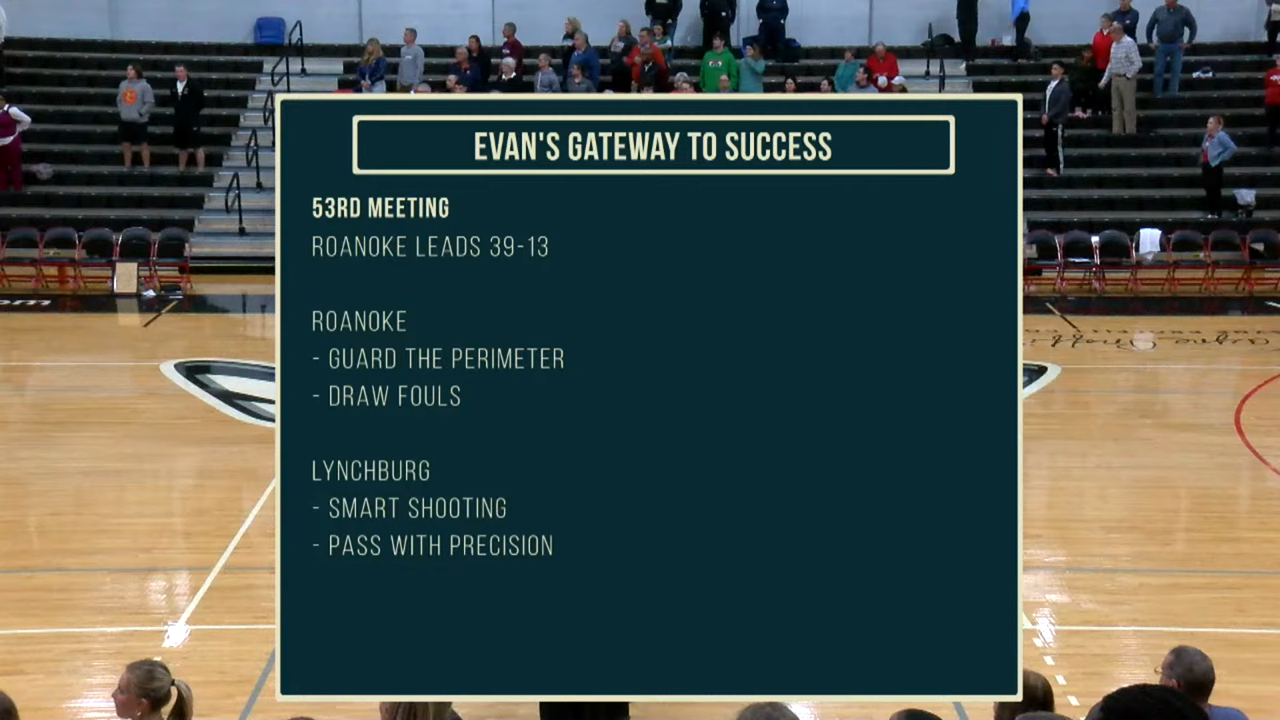 EVAN'S GATEWAY TO SUCCESS
53RD MEETING
ROANOKE LEADS 39-13
ROANOKE
- GUARD THE PERIMETER
- DRAW FOULS
LYNCHBURG
- SMART SHOOTING
- PASS WITH PRECISION
om